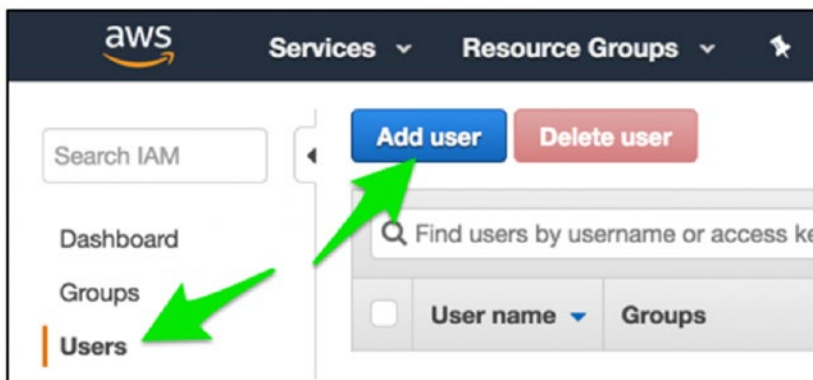 aws Services Resource Groups
Search IAM
Add user Delete user
Dashboard
Groups
Users
Find users by username or access ke
User name Groups